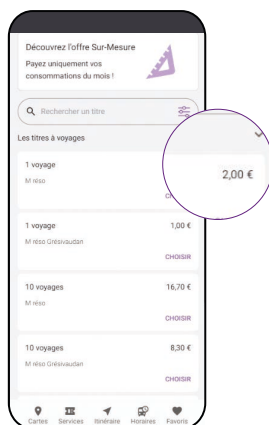 Découvrez l'offre Sur-Mesure
Payez uniquement vos
consommations du mois !
Rechercher un titre
Les titres à voyages
1 voyage
2,00 €
M réso
1 voyage 1,00 €
M réso Grésivaudan
CHOISIR
10 voyages 16,70 €
M réso
CHOISIR
10 voyages 8,30 €
M réso Grésivaudan
CHOISIR
Cartes Services Itinéraire Horaires Favoris